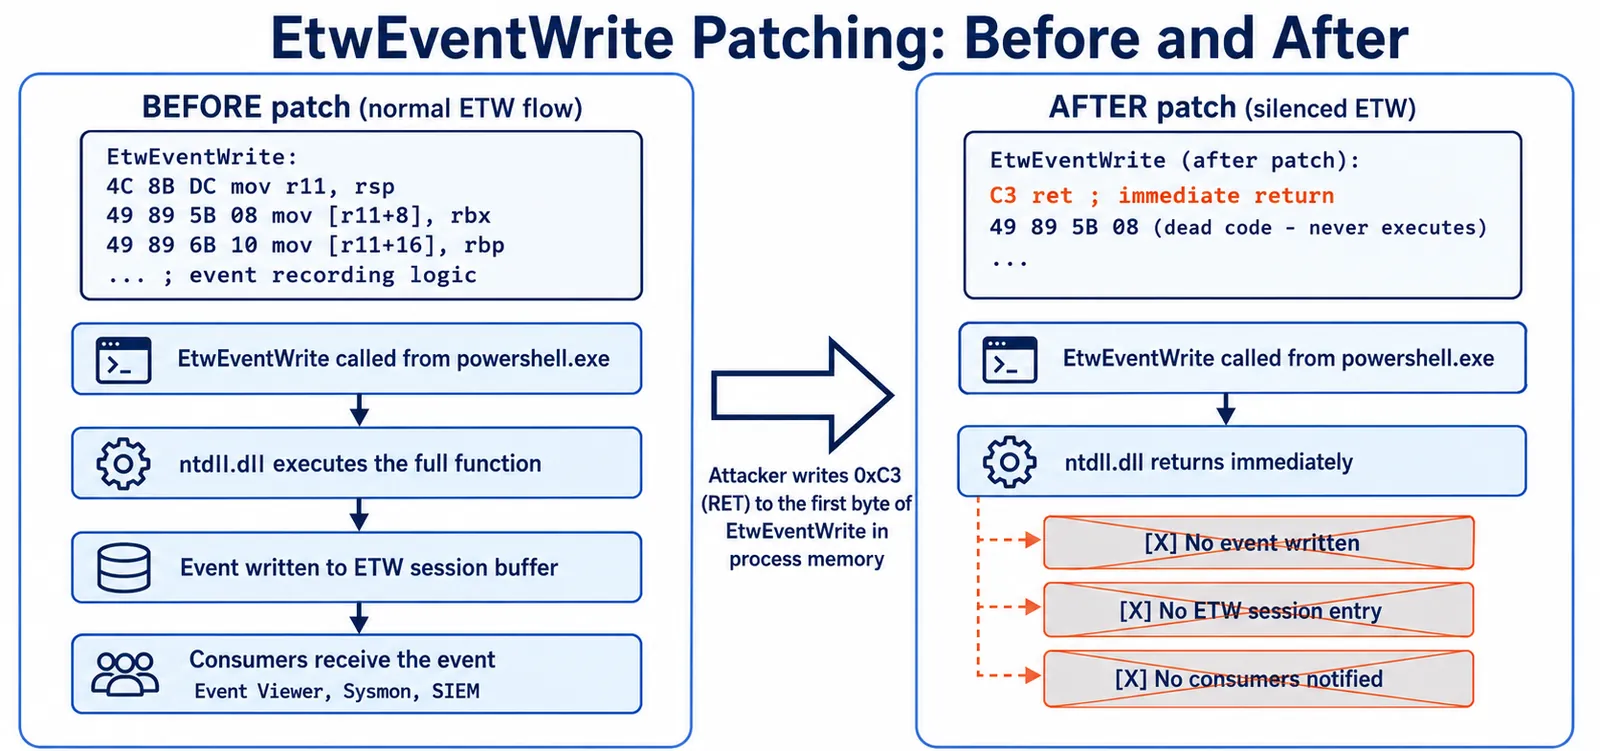 EtwEventWrite Patching: Before and After
BEFORE patch (normal ETW flow)
EtwEventWrite:
4C 8B DC mov r11, rsp
49 89 5B 08 mov [r11+8], rbx
49 89 6B 10 mov [r11+16], rbp
... ; event recording logic
EtwEventWrite called from powershell.exe
ntdll.dll executes the full function
Event written to ETW session buffer
Consumers receive the event
Event Viewer, Sysmon, SIEM
Attacker writes 0xC3
(RET) to the first byte of
EtwEventWrite in
process memory
AFTER patch (silenced ETW)
EtwEventWrite (after patch):
C3 ret ; immediate return
49 89 5B 08 (dead code - never executes)
...
EtwEventWrite called from powershell.exe
ntdll.dll returns immediately
[X] No event written
[X] No ETW session entry
[X] No consumers notified